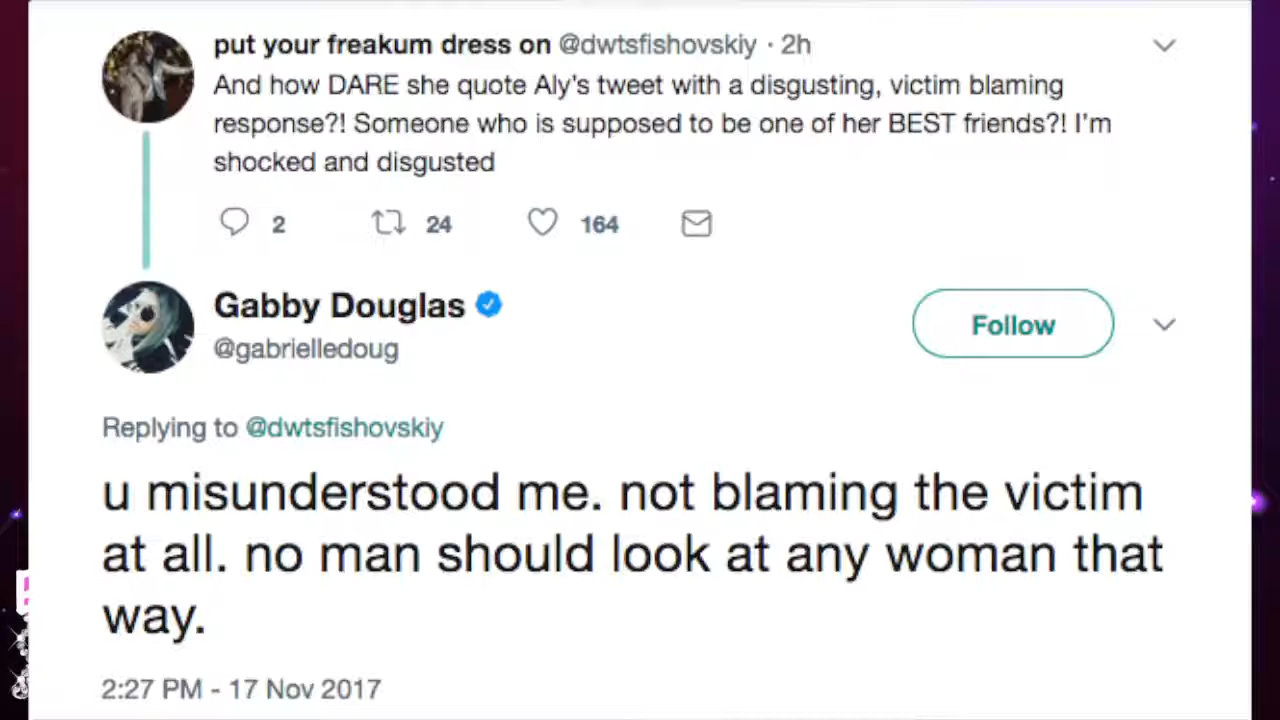 put your freakum dress on @dwtsfishovskiy · 2h
And how DARE she quote Aly's tweet with a disgusting, victim blaming
response?! Someone who is supposed to be one of her BEST friends?! I'm
shocked and disgusted
2 24 164
Gabby Douglas
@gabrielledoug
Follow
Replying to @dwtsfishovskiy
u misunderstood me. not blaming the victim
at all. no man should look at any woman that
way.
2:27 PM - 17 Nov 2017